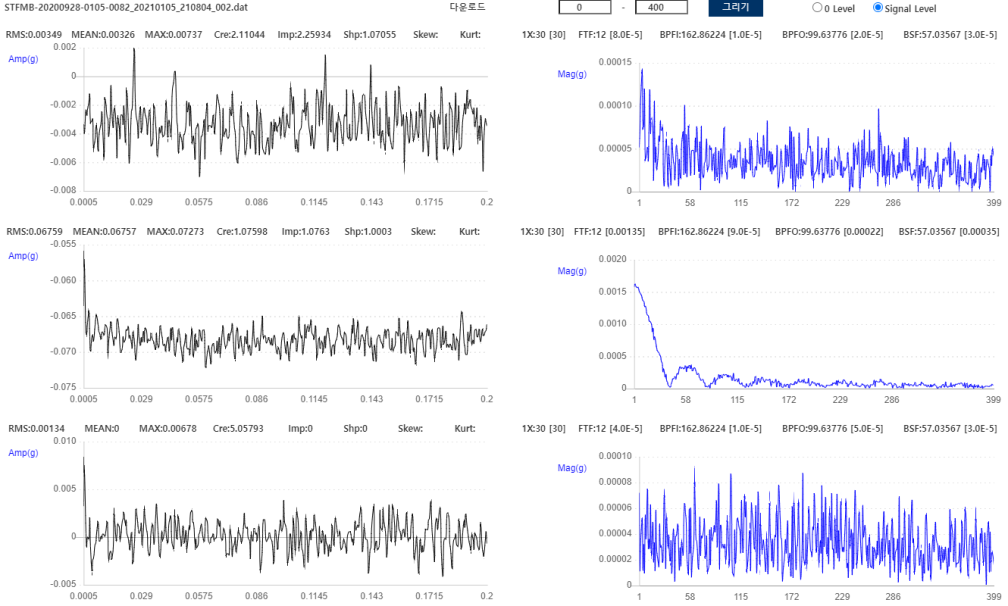 STFMB-20200928-0105-0082_20210105_210804_002.dat 다운로드 0 - 400 그리기 0 Level Signal Level
RMS:0.00349 MEAN:0.00326 MAX:0.00737 Cre:2.11044 Imp:2.25934 Shp:1.07055 Skew: Kurt:
Amp(g)
0.002
0
-0.002
-0.004
-0.006
-0.008
0.0005 0.029 0.0575 0.086 0.1145 0.143 0.1715 0.2
1X:30 [30] FTF:12 [8.0E-5] BPFI:162.86224 [1.0E-5] BPFO:99.63776 [2.0E-5] BSF:57.03567 [3.0E-5]
Mag(g)
0.00015
0.00010
0.00005
0
1 58 115 172 229 286 399
RMS:0.06759 MEAN:0.06757 MAX:0.07273 Cre:1.07598 Imp:1.0763 Shp:1.0003 Skew: Kurt:
Amp(g)
-0.055
-0.060
-0.065
-0.070
-0.075
0.0005 0.029 0.0575 0.086 0.1145 0.143 0.1715 0.2
1X:30 [30] FTF:12 [0.00135] BPFI:162.86224 [9.0E-5] BPFO:99.63776 [0.00022] BSF:57.03567 [0.00035]
Mag(g)
0.0020
0.0015
0.0010
0.0005
0
1 58 115 172 229 286 399
RMS:0.00134 MEAN:0 MAX:0.00678 Cre:5.05793 Imp:0 Shp:0 Skew: Kurt:
Amp(g)
0.010
0.005
0
-0.005
0.0005 0.029 0.0575 0.086 0.1145 0.143 0.1715 0.2
1X:30 [30] FTF:12 [4.0E-5] BPFI:162.86224 [1.0E-5] BPFO:99.63776 [5.0E-5] BSF:57.03567 [3.0E-5]
Mag(g)
0.00010
0.00008
0.00006
0.00004
0.00002
0
1 58 115 172 229 286 399